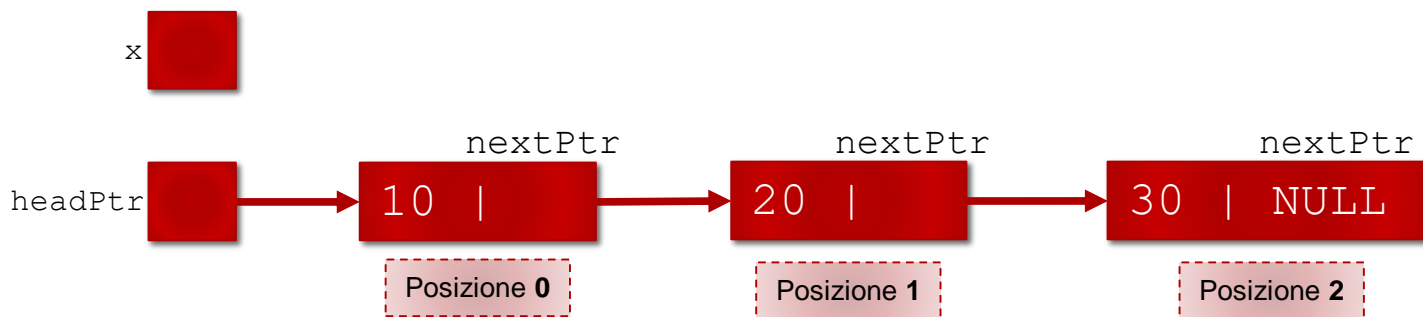 x
nextPtr nextPtr nextPtr
headPtr 10 | 20 | 30 | NULL
Posizione 0 Posizione 1 Posizione 2